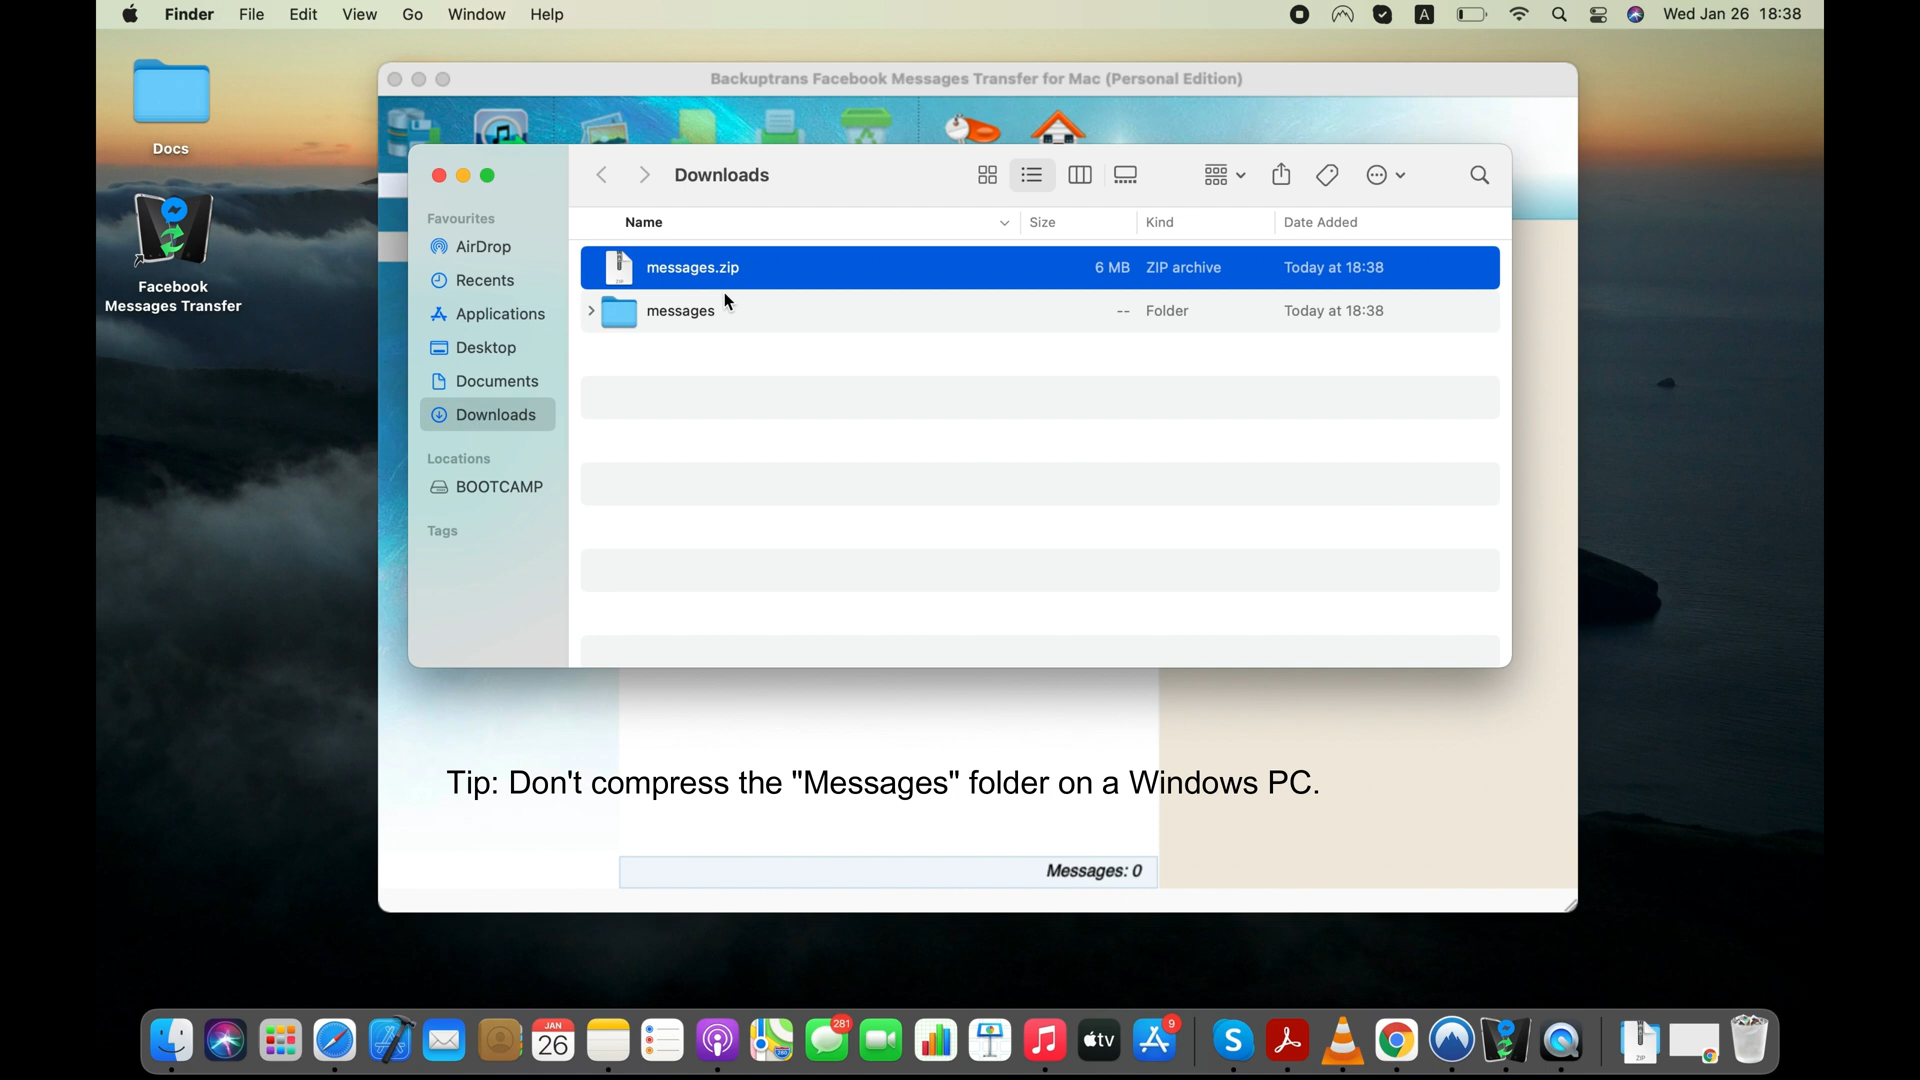 Finder File Edit View Go Window Help
A
Wed Jan 26 18:38
Docs
Facebook
Messages Transfer
Backuptrans Facebook Messages Transfer for Mac (Personal Edition)
Downloads
Favourites
AirDrop
Recents
Applications
Desktop
Documents
Downloads
Locations
BOOTCAMP
Tags
Name Size Kind Date Added
messages.zip 6 MB ZIP archive Today at 18:38
messages -- Folder Today at 18:38
Tip: Don't compress the "Messages" folder on a Windows PC.
Messages: 0
JAN
26
281
tv
9
S
ZIP